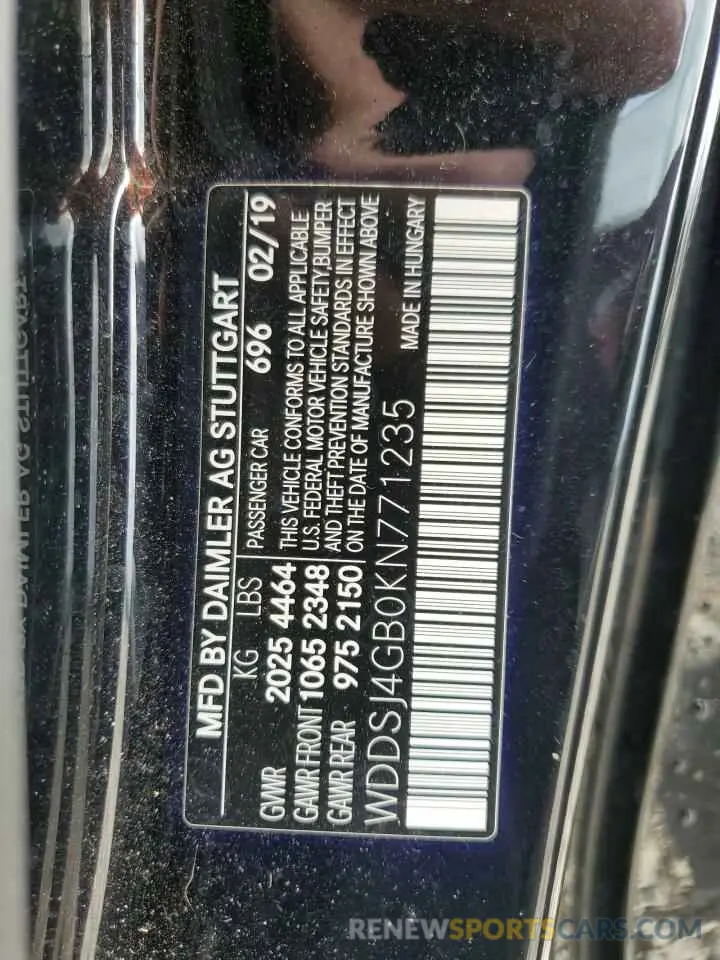 MFD BY DAIMLER AG STUTTGART
KG LBS PASSENGER CAR 696 02/19
GWR 2025 4464 THIS VEHICLE CONFORMS TO ALL APPLICABLE
GAWR FRONT 1065 2348 U.S. FEDERAL MOTOR VEHICLE SAFETY, BUMPER
GAWR REAR 975 2150 AND THEFT PREVENTION STANDARDS IN EFFECT
ON THE DATE OF MANUFACTURE SHOWN ABOVE
WDDSJ4GB0KN771235 MADE IN HUNGARY
RENEWSPORTSCARS.COM